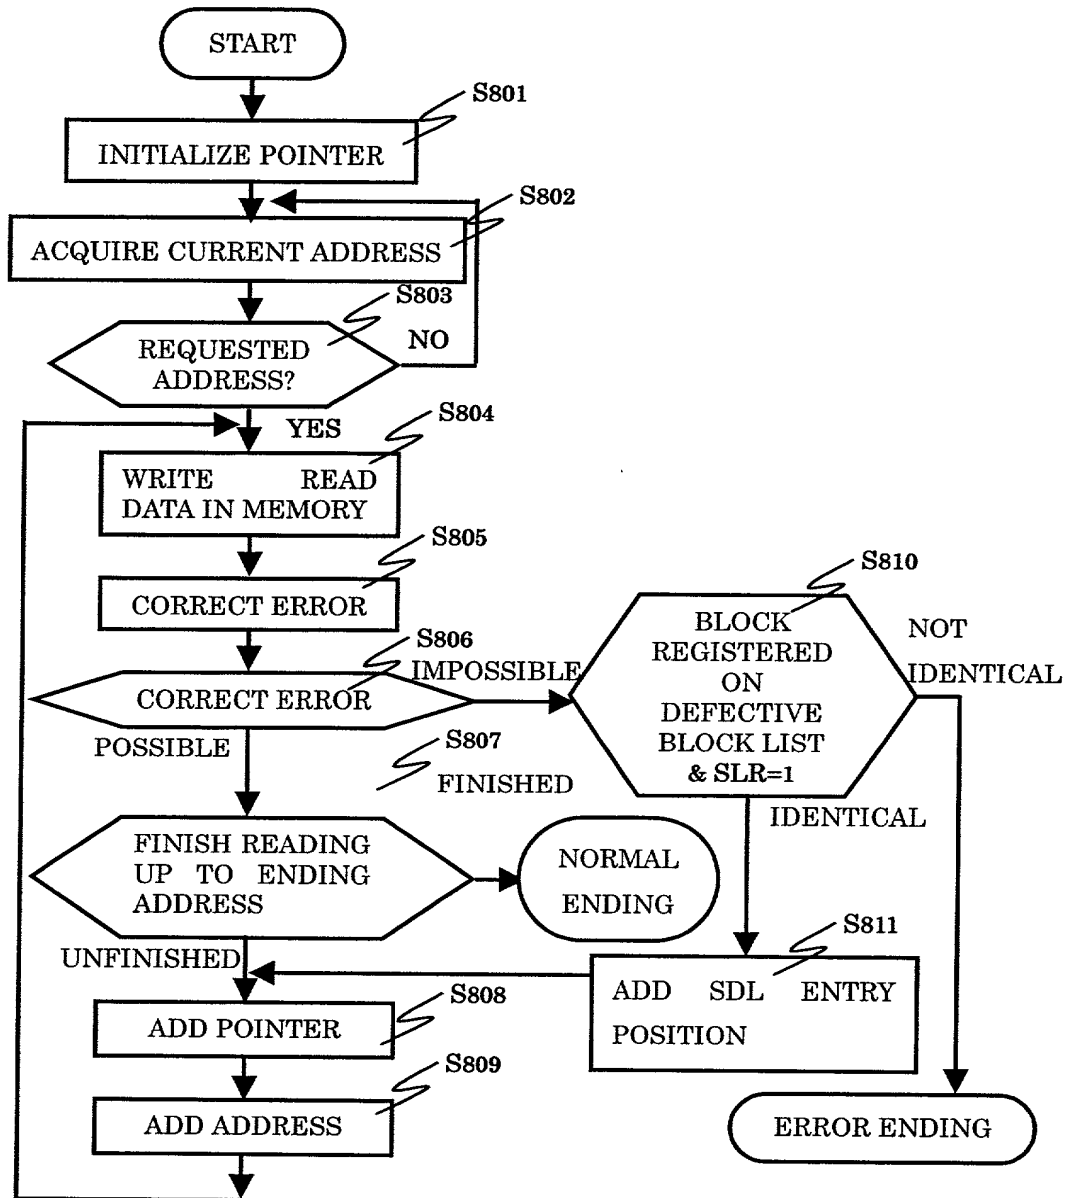 START
S801
INITIALIZE POINTER
S802
ACQUIRE CURRENT ADDRESS
S803
REQUESTED
ADDRESS?
NO
YES
S804
WRITE READ
DATA IN MEMORY
S805
CORRECT ERROR
S806
CORRECT ERROR
IMPOSSIBLE
POSSIBLE
S810
BLOCK
REGISTERED
ON
DEFECTIVE
BLOCK LIST
& SLR=1
NOT
IDENTICAL
IDENTICAL
S807
FINISHED
FINISH READING
UP TO ENDING
ADDRESS
NORMAL
ENDING
UNFINISHED
S811
ADD SDL ENTRY
POSITION
S808
ADD POINTER
S809
ADD ADDRESS
ERROR ENDING